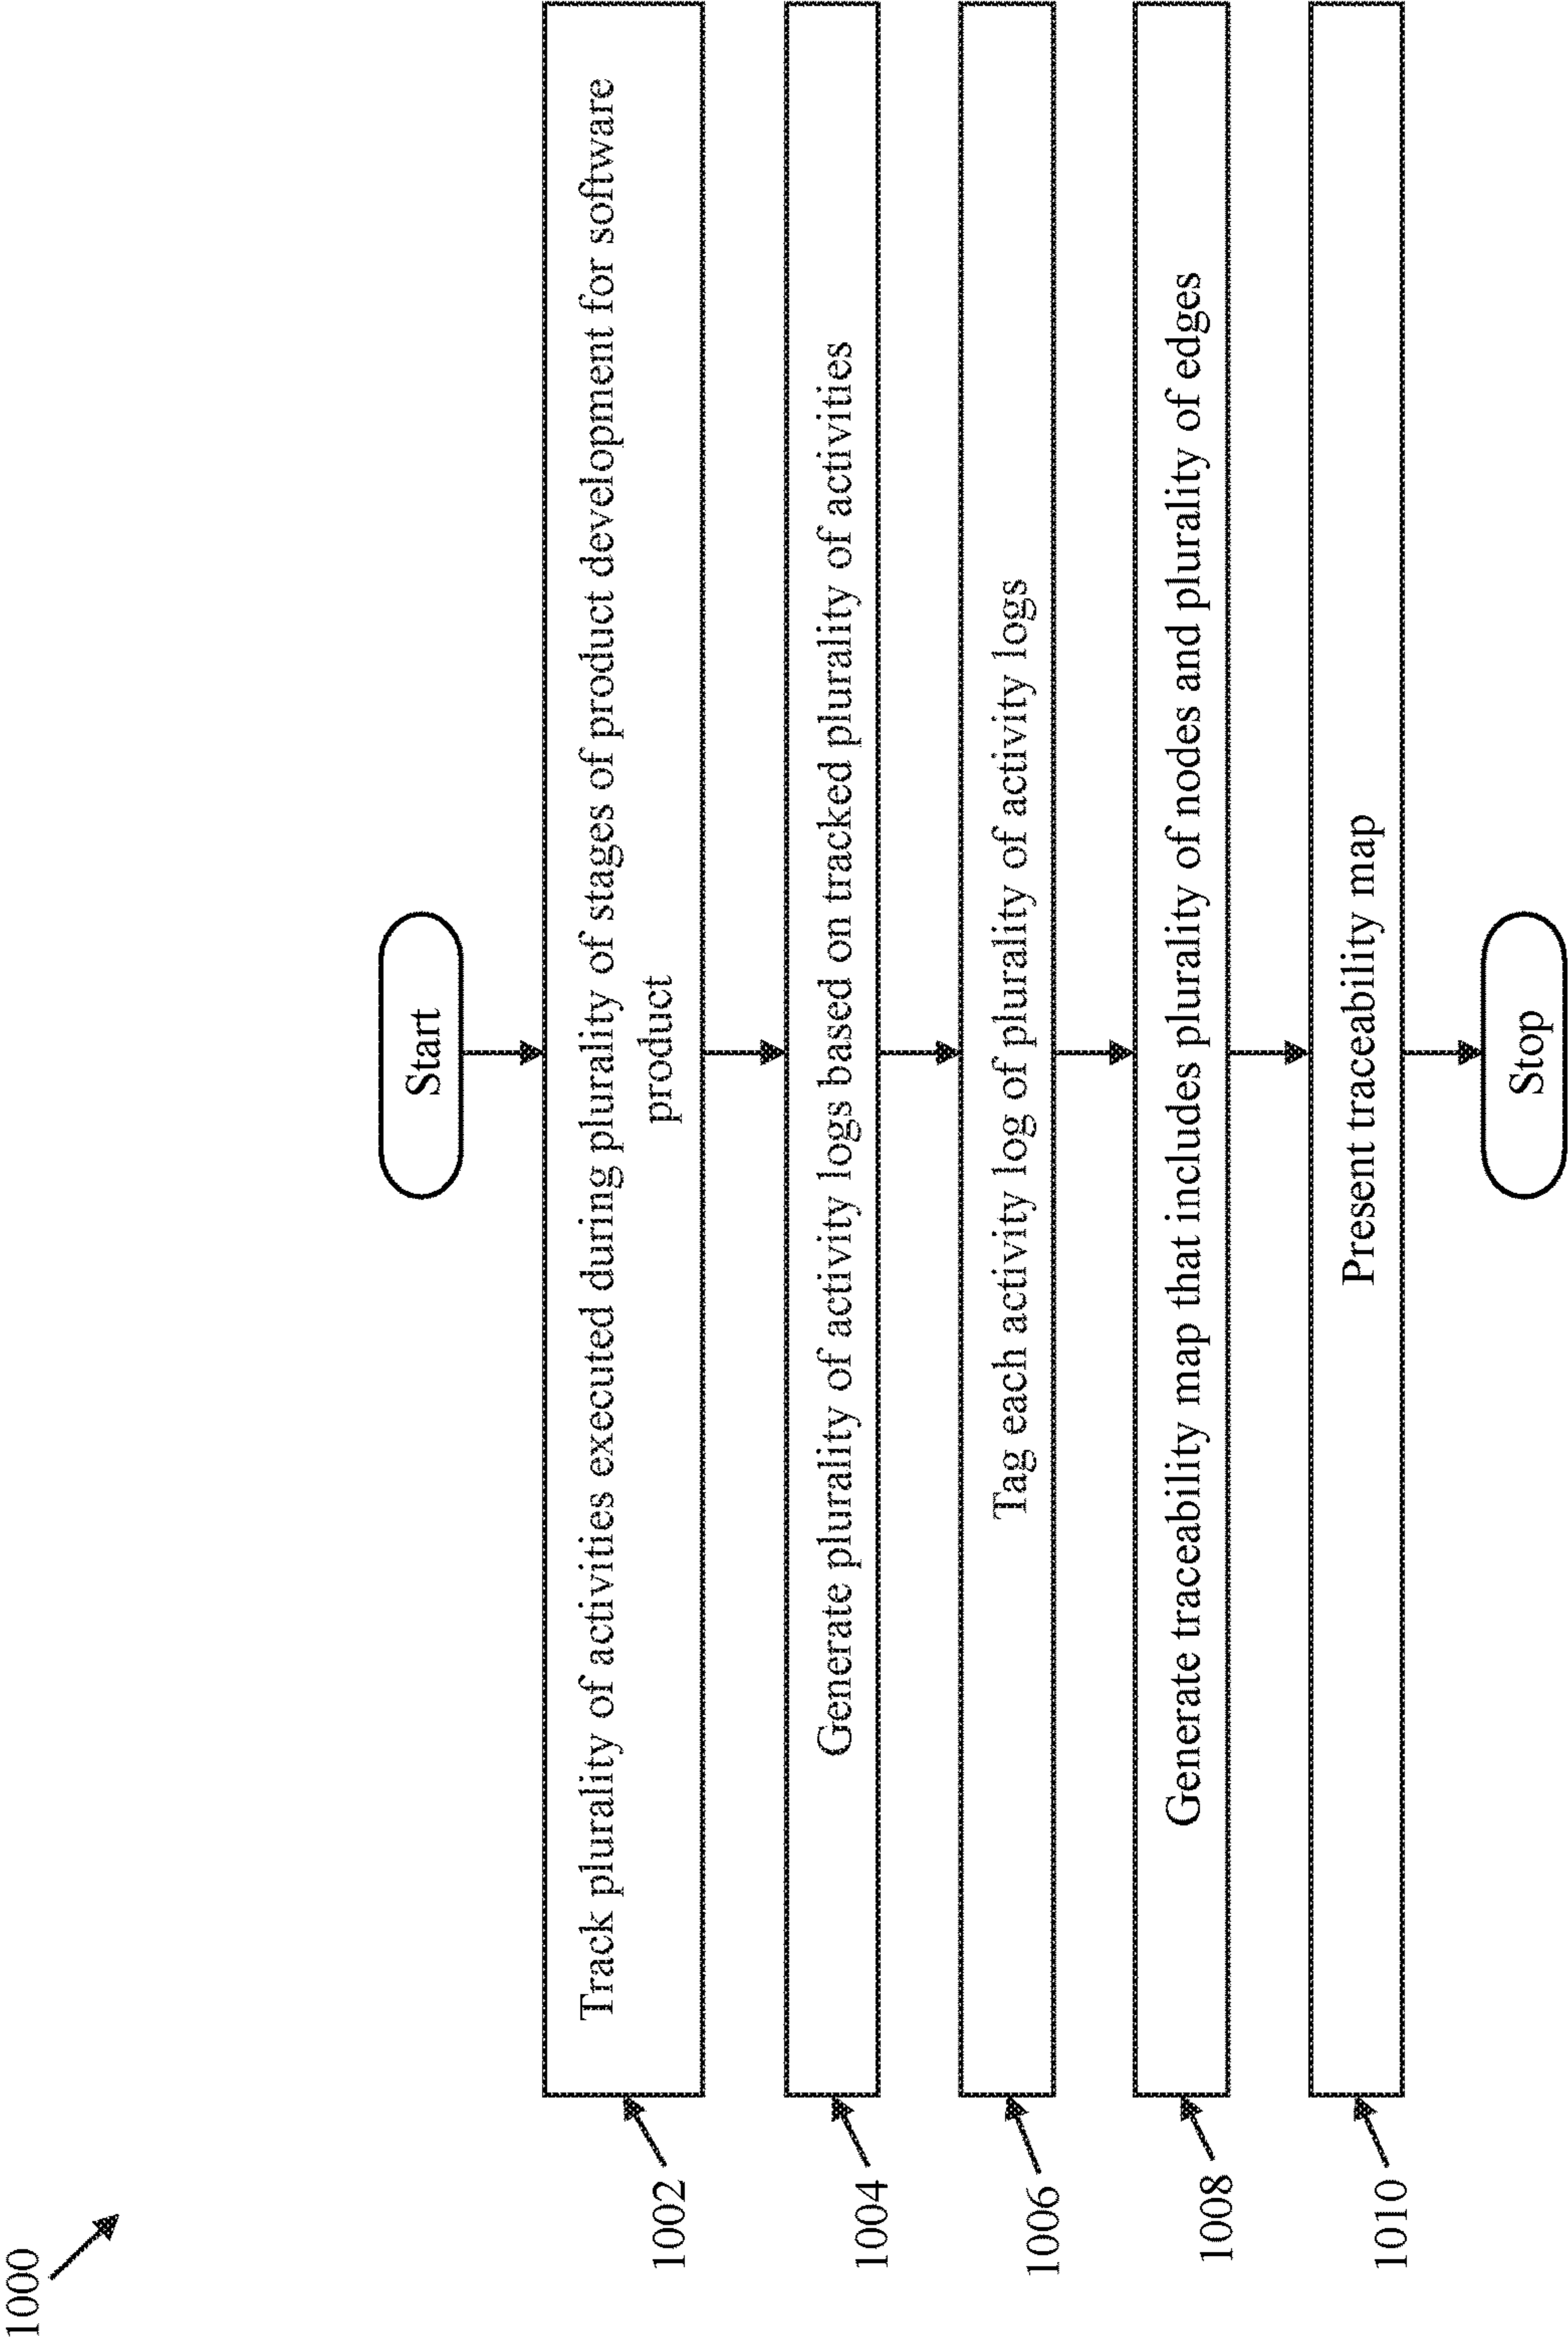 1000
Start
1002
Track plurality of activities executed during plurality of stages of product development for software
product
1004
Generate plurality of activity logs based on tracked plurality of activities
1006
Tag each activity log of plurality of activity logs
1008
Generate traceability map that includes plurality of nodes and plurality of edges
1010
Present traceability map
Stop